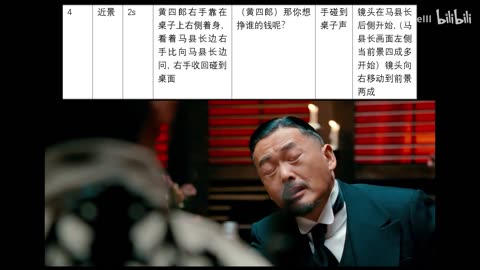 4
近景
2s
黄四郎右手靠在
桌子上右侧着身,
看着马县长边右
手比向马县长边
问,右手收回碰到
桌面
(黄四郎)那你想
挣谁的钱呢?
手碰到
桌子声
镜头在马县长
后侧开始,(马
县长画面左侧
当前景四成多
开始)镜头向
右移动到前景
两成
elll bilibili